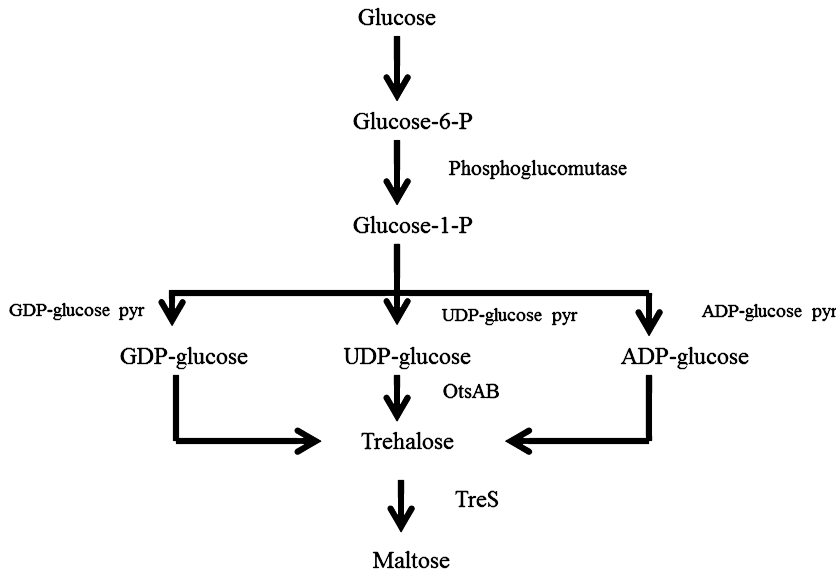 Glucose
Glucose-6-P
Phosphoglucomutase
Glucose-1-P
GDP-glucose pyr
UDP-glucose pyr
ADP-glucose pyr
GDP-glucose
UDP-glucose
ADP-glucose
OtsAB
Trehalose
TreS
Maltose